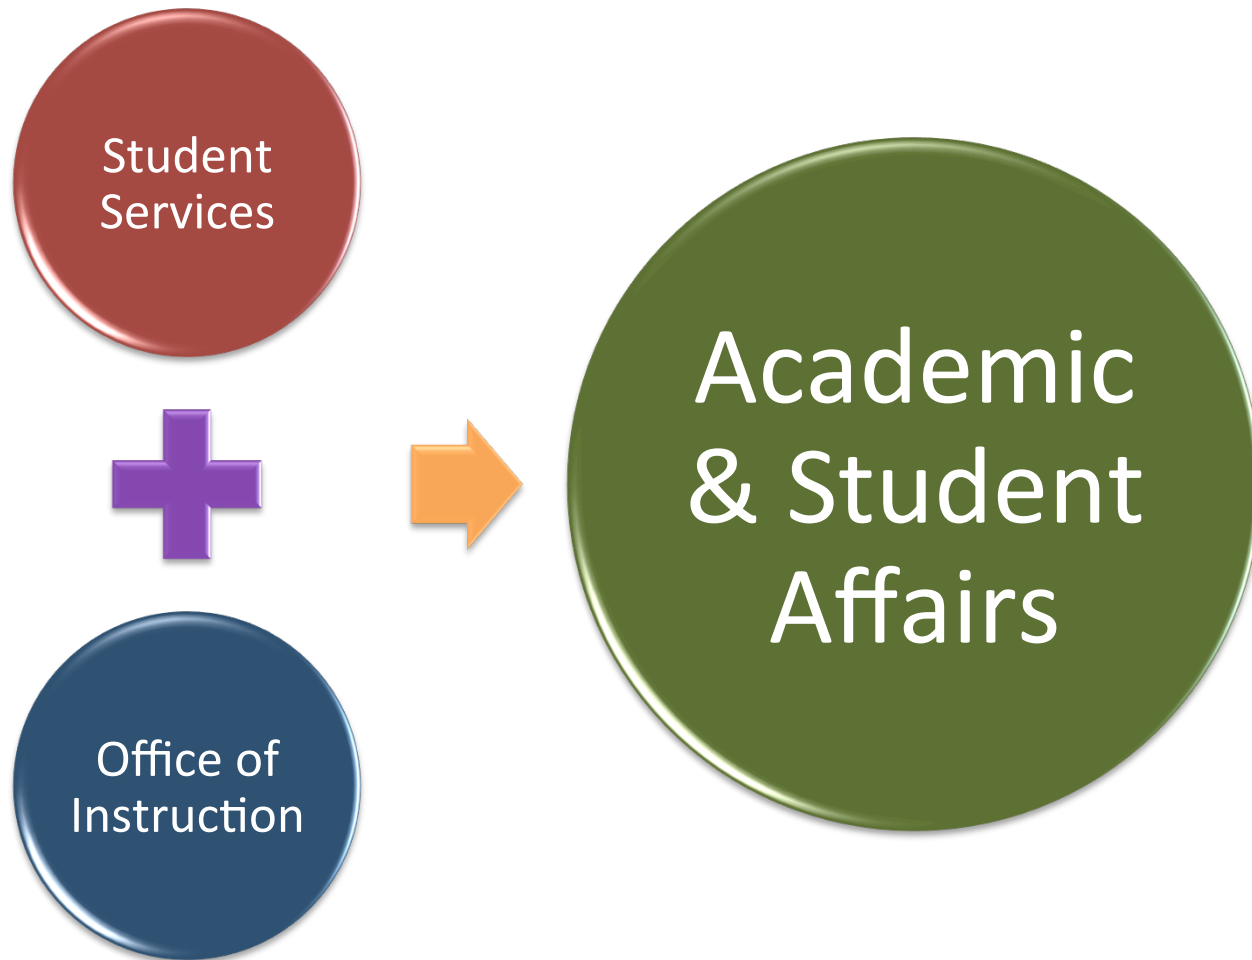 Student
Services
Office of
Instruction
Academic
& Student
Affairs